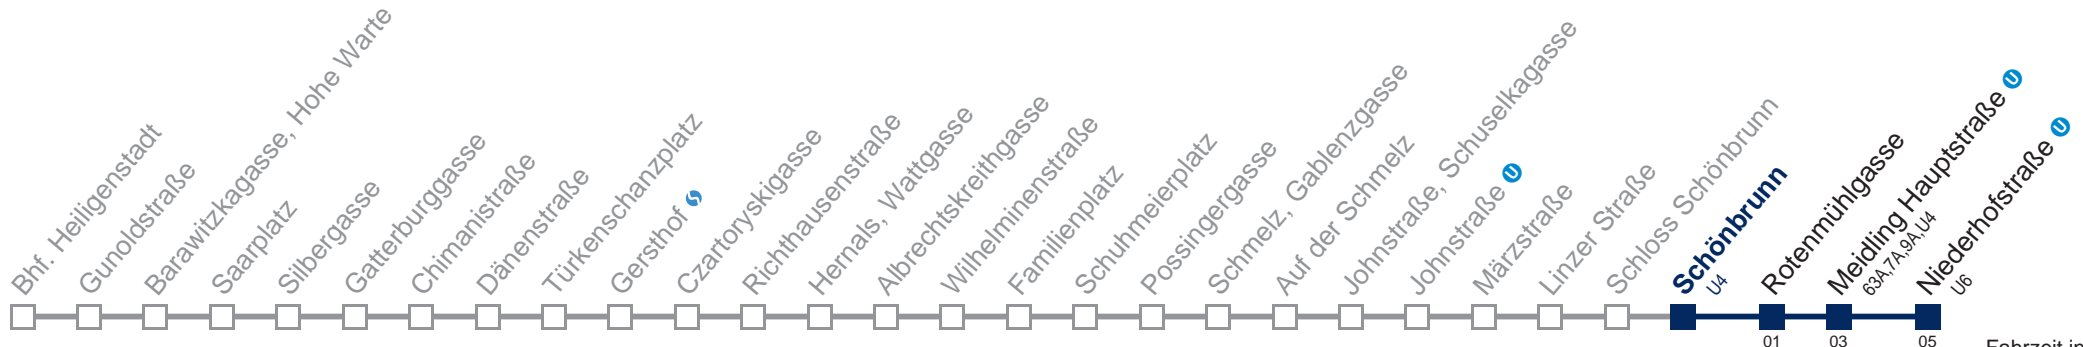 Bhf. Heiligenstadt
Gunoldstraße
Barawitzkagasse, Hohe Warte
Saarplatz
Silbergasse
Gatterburggasse
Chimanistraße
Dänenstraße
Türkenschanzplatz
Gersthof
Czartoryskigasse
Richthausenstraße
Hernals, Wattgasse
Albrechtskreithgasse
Wilhelminenstraße
Familienplatz
Schuhmeierplatz
Possingergasse
Schmelz, Gablenzgasse
Auf der Schmelz
Johnstraße, Schuselkagasse
Johnstraße U
Märzstraße
Linzer Straße
Schloss Schönbrunn
Schönbrunn
U4
Rotenmühlgasse
Meidling Hauptstraße U
63A,7A,9A,U4
Niederhofstraße U
U6
01
03
05
Fahrzeit in